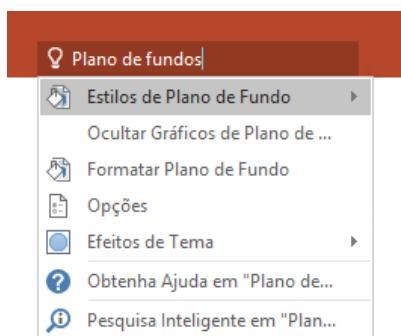 Plano de fundos
Estilos de Plano de Fundo
Ocultar Gráficos de Plano de ...
Formatar Plano de Fundo
Opções
Efeitos de Tema
Obtenha Ajuda em "Plano de...
Pesquisa Inteligente em "Plan...